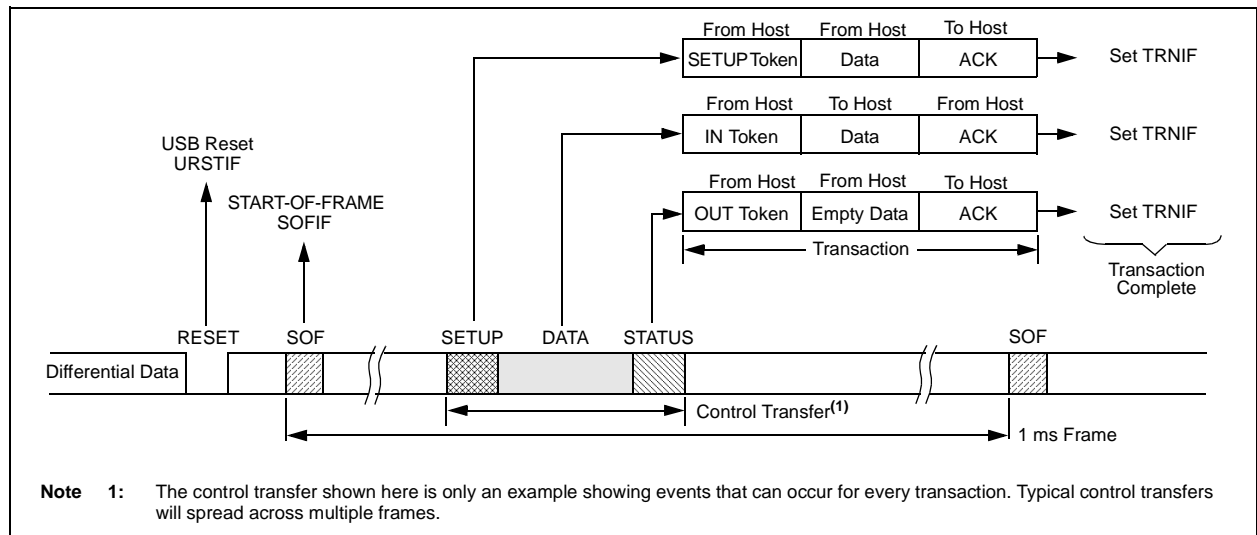 From Host From Host To Host
SETUP Token Data ACK Set TRNIF
From Host To Host From Host
IN Token Data ACK Set TRNIF
USB Reset
URSTIF
From Host From Host To Host
START-OF-FRAME
SOFIF
OUT Token Empty Data ACK Set TRNIF
Transaction
Transaction
Complete
RESET SOF SETUP DATA STATUS SOF
Differential Data
Control Transfer(1)
1 ms Frame
Note 1: The control transfer shown here is only an example showing events that can occur for every transaction. Typical control transfers
will spread across multiple frames.